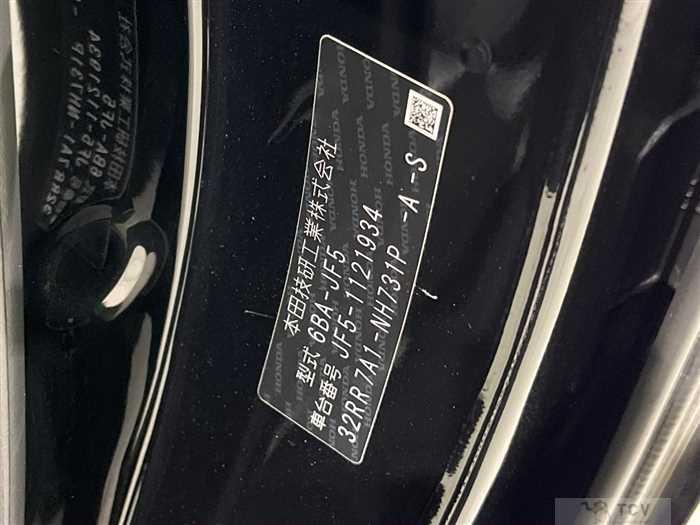 本田技研工業株式会社
型式 6BA-JF5
車台番号 JF5-1121934
32RR7A1-NH731P -A -S
TCV